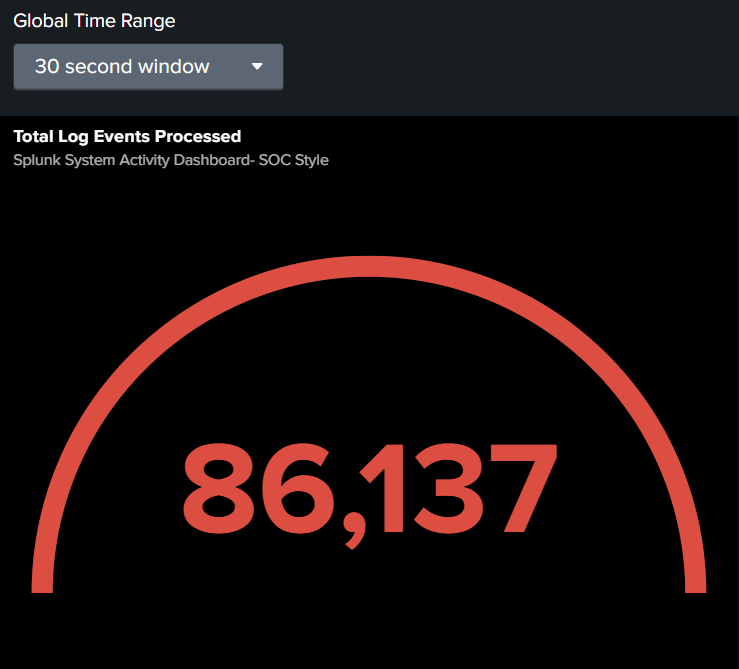 Global Time Range
30 second window
Total Log Events Processed
Splunk System Activity Dashboard- SOC Style
86,137